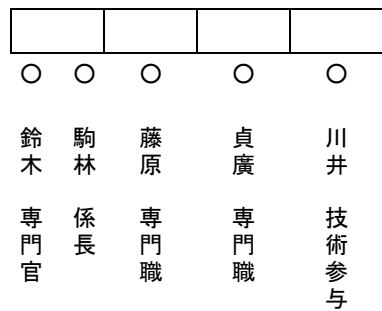 ○ ○ ○ ○ ○
川井 技術参与
貞廣 専門職
藤原 専門職
駒林 係長
鈴木 専門官